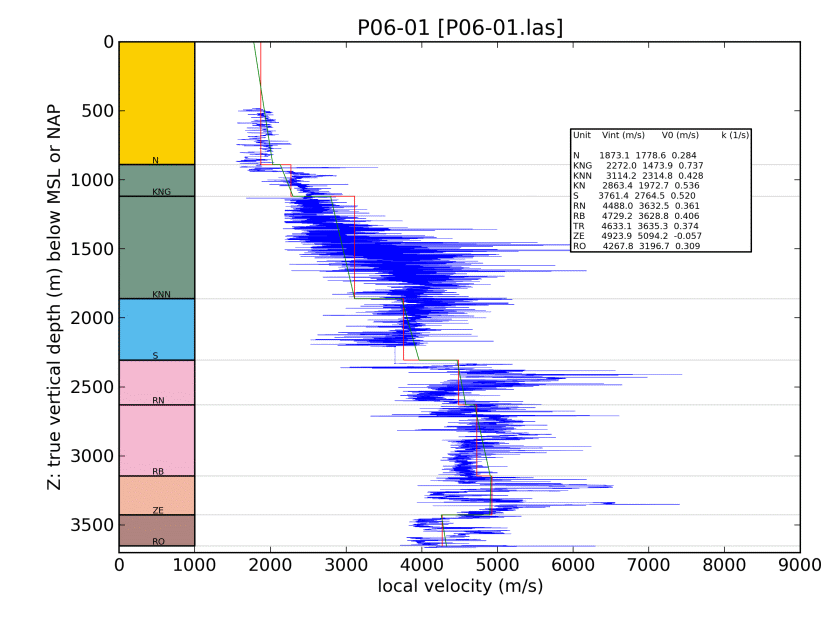 P06-01 [P06-01.las]
Z: true vertical depth (m) below MSL or NAP
0
500
1000
1500
2000
2500
3000
3500
N
KNG
KNN
S
RN
RB
ZE
RO
Unit Vint (m/s) V0 (m/s) k (1/s)
N 1873.1 1778.6 0.284
KNG 2272.0 1473.9 0.737
KNN 3114.2 2314.8 0.428
KN 2863.4 1972.7 0.536
S 3761.4 2764.5 0.520
RN 4488.0 3632.5 0.361
RB 4729.2 3628.8 0.406
TR 4633.1 3635.3 0.374
ZE 4923.9 5094.2 -0.057
RO 4267.8 3196.7 0.309
0 1000 2000 3000 4000 5000 6000 7000 8000 9000
local velocity (m/s)